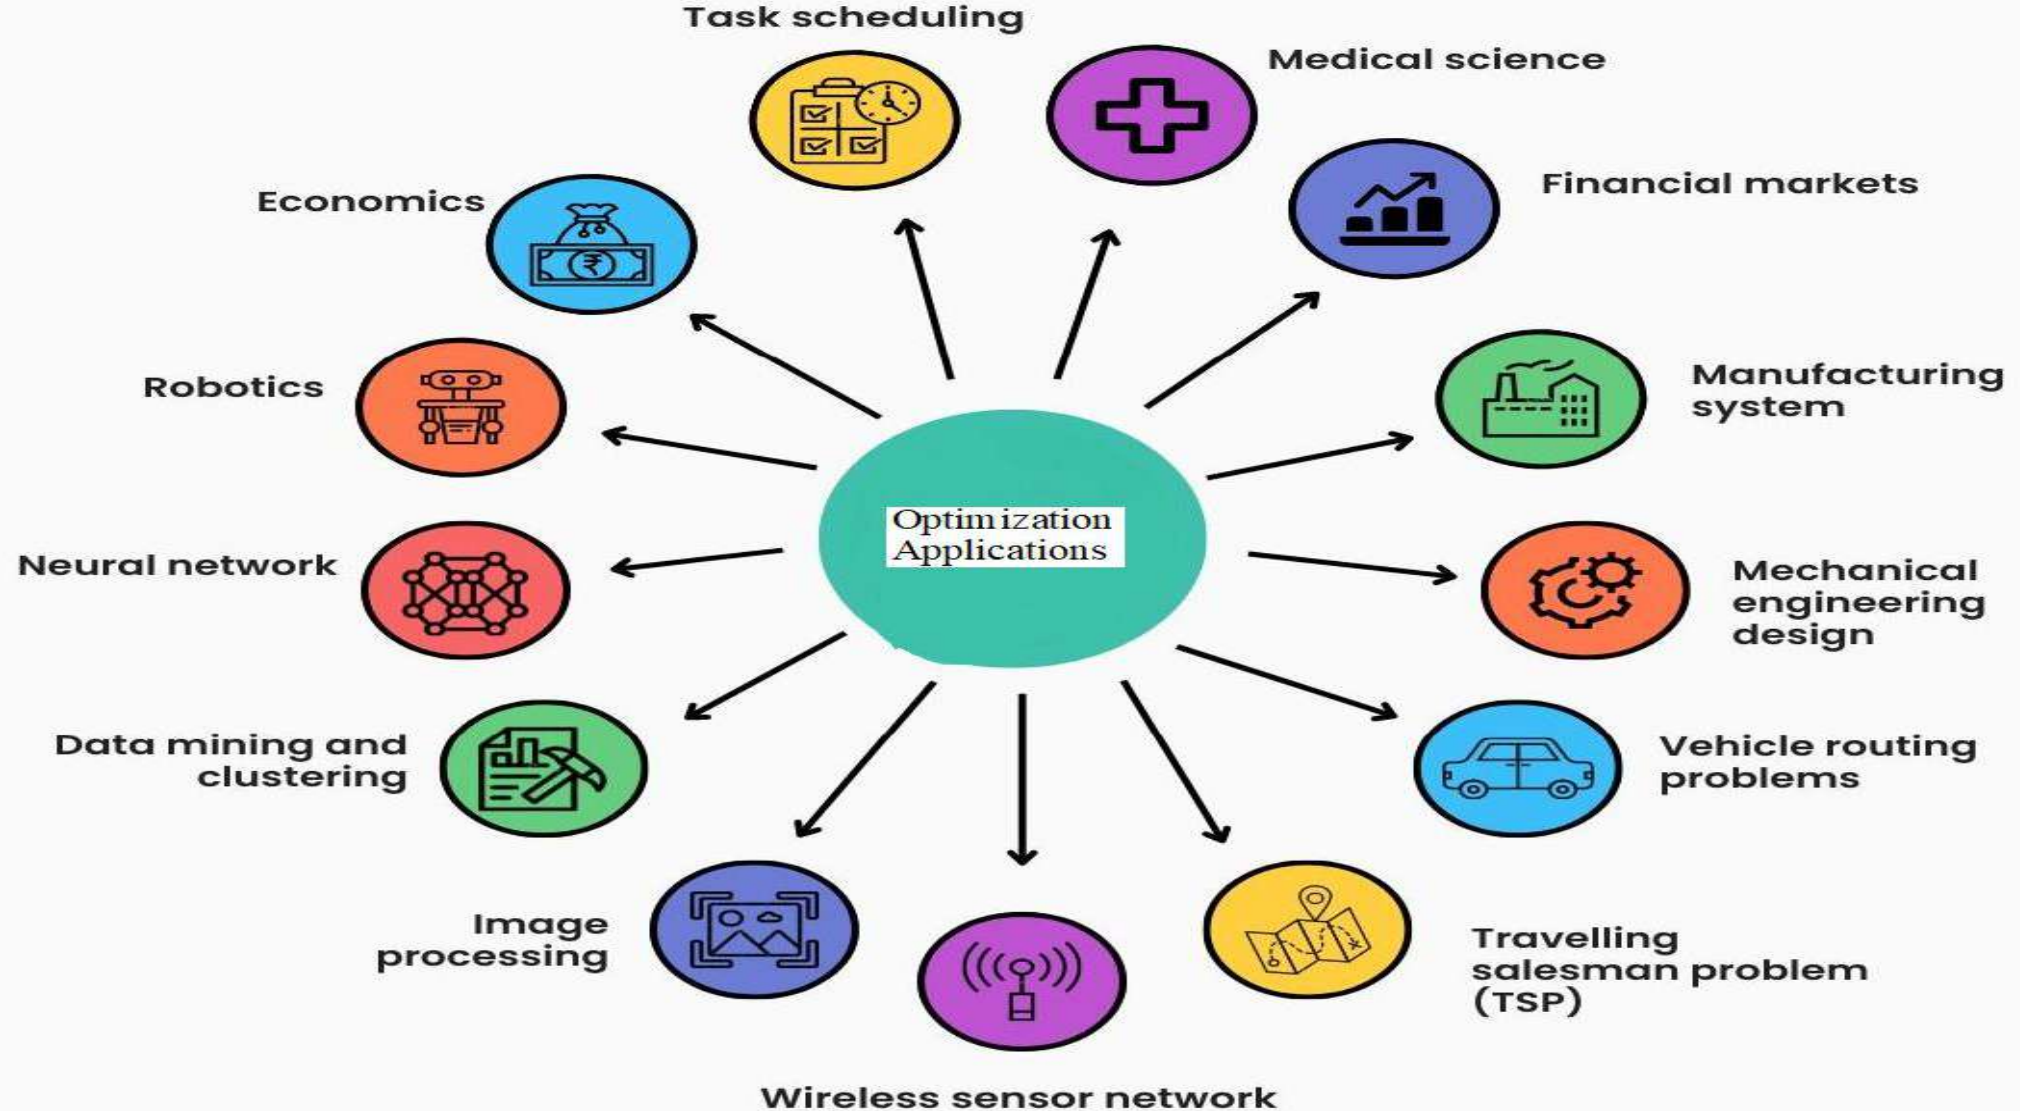 Task scheduling
Medical science
Financial markets
Economics
Manufacturing
system
Robotics
Optimization
Applications
Neural network
Mechanical
engineering
design
Data mining and
clustering
Vehicle routing
problems
Image
processing
Travelling
salesman problem
(TSP)
Wireless sensor network
₹